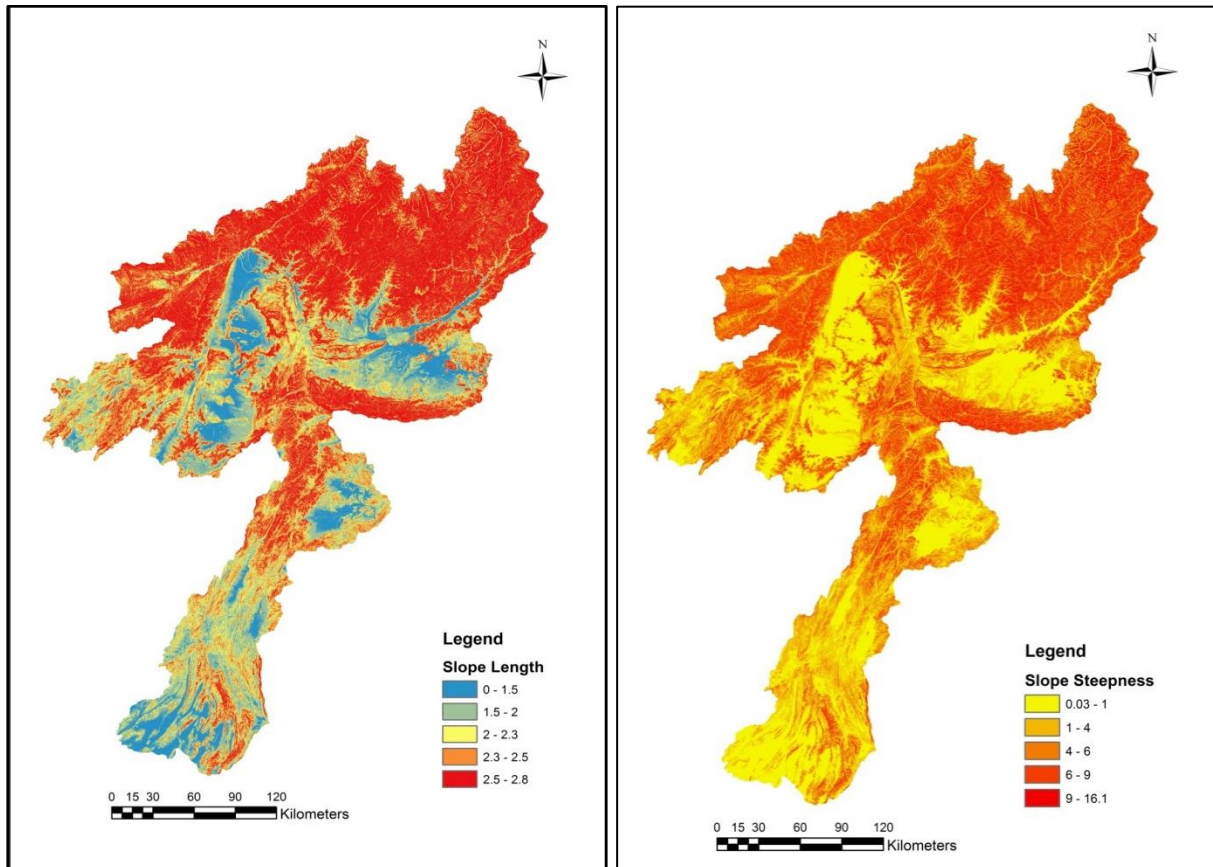 N
Legend
Slope Length
0 - 1.5
1.5 - 2
2 - 2.3
2.3 - 2.5
2.5 - 2.8
0 15 30 60 90 120
Kilometers
N
Legend
Slope Steepness
0.03 - 1
1 - 4
4 - 6
6 - 9
9 - 16.1
0 15 30 60 90 120
Kilometers